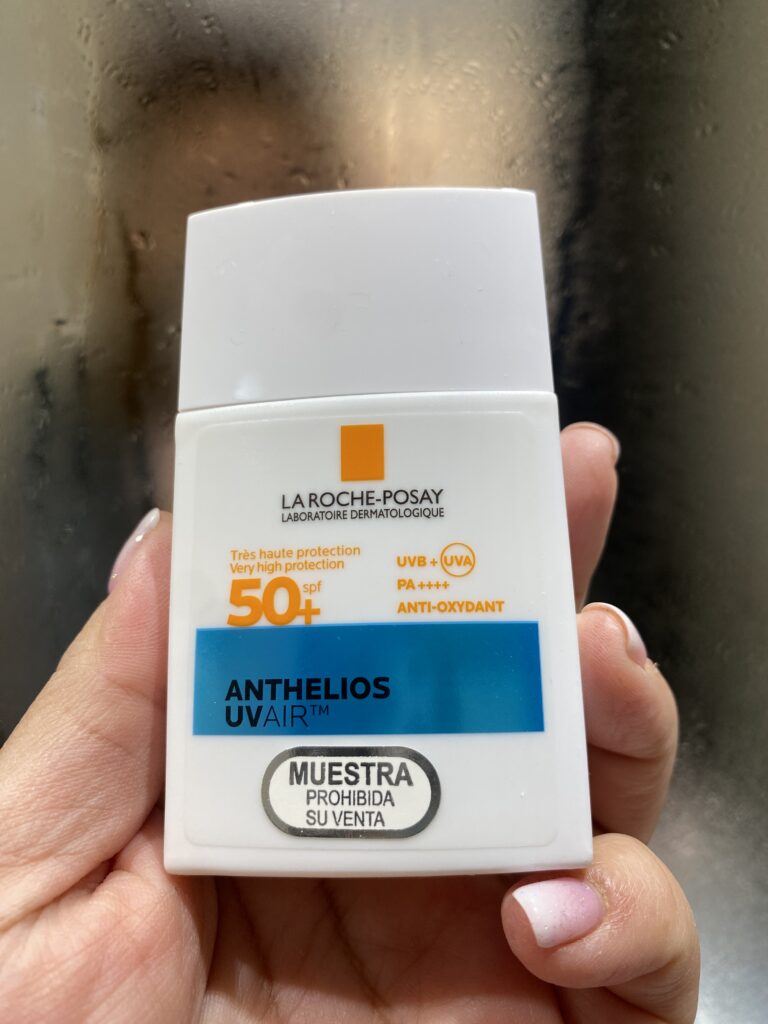 LA ROCHE-POSAY
LABORATOIRE DERMATOLOGIQUE
Très haute protection
Very high protection
50+ spf
UVB + UVA
PA ++++
ANTI-OXYDANT
ANTHELIOS
UVAIR™
MUESTRA
PROHIBIDA
SU VENTA